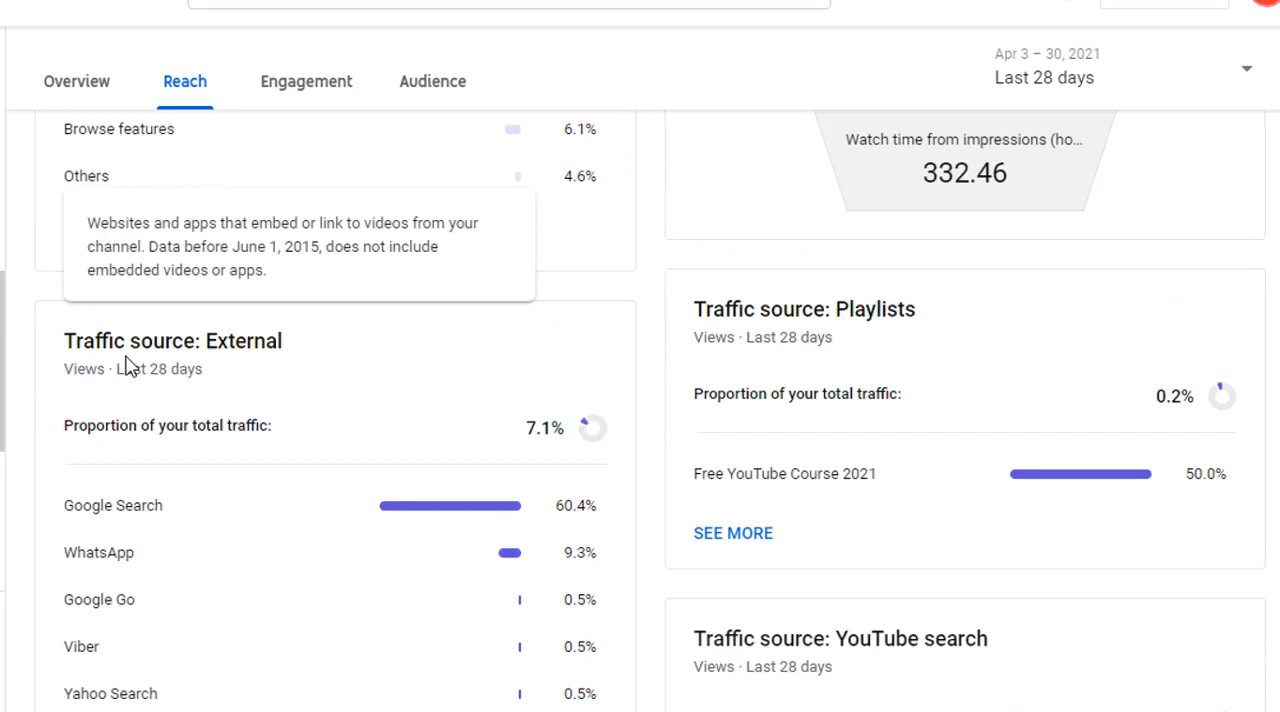 Overview Reach Engagement Audience
Apr 3 – 30, 2021
Last 28 days
Browse features 6.1%
Others 4.6%
Websites and apps that embed or link to videos from your
channel. Data before June 1, 2015, does not include
embedded videos or apps.
Traffic source: External
Views · Last 28 days
Proportion of your total traffic: 7.1%
Google Search 60.4%
WhatsApp 9.3%
Google Go 0.5%
Viber 0.5%
Yahoo Search 0.5%
Watch time from impressions (ho...
332.46
Traffic source: Playlists
Views · Last 28 days
Proportion of your total traffic: 0.2%
Free YouTube Course 2021 50.0%
SEE MORE
Traffic source: YouTube search
Views · Last 28 days